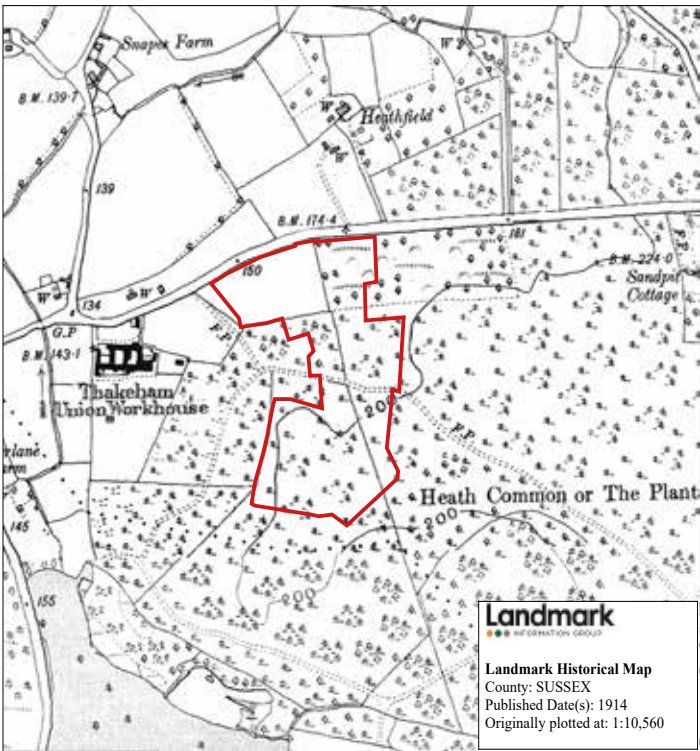 Snapes Farm
W P
B.M. 139·7
W
Heathfield
W
139
B.M. 174·4
181
F.P.
150
B.M. 224·0
Sandpit
Cottage
W
W
134
G.P
F.P.
B.M. 143·1
Thakeham
Union Workhouse
200
F.P.
Heath Common or The Plant
200
145
155
200
Landmark
INFORMATION GROUP
Landmark Historical Map
County: SUSSEX
Published Date(s): 1914
Originally plotted at: 1:10,560